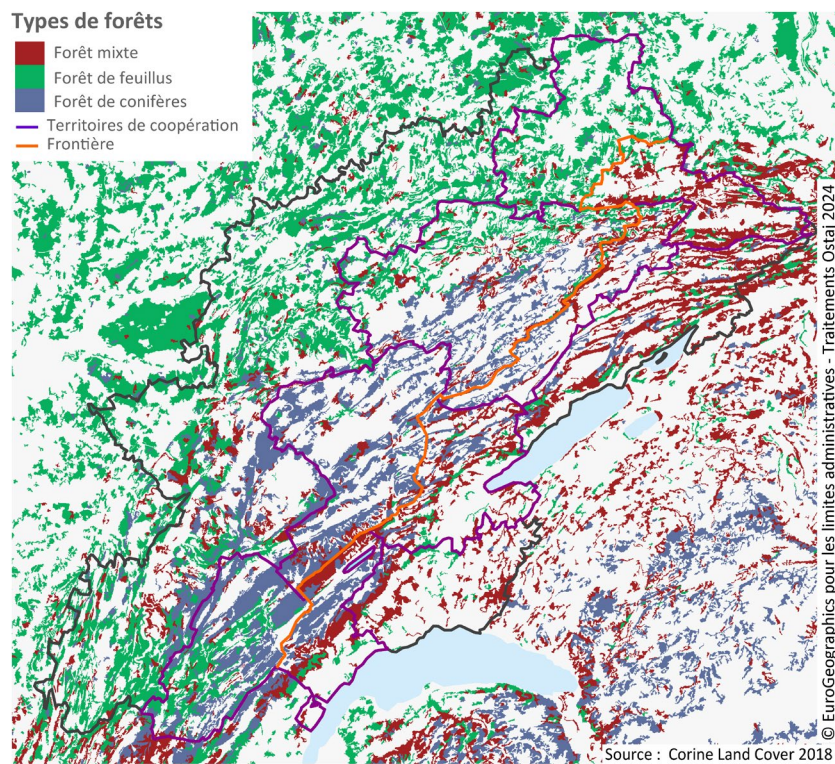 Types de forêts
Forêt mixte
Forêt de feuillus
Forêt de conifères
Territoires de coopération
Frontière
© EuroGeographics pour les limites administratives - Traitements Ostaj 2024
Source : Corine Land Cover 2018